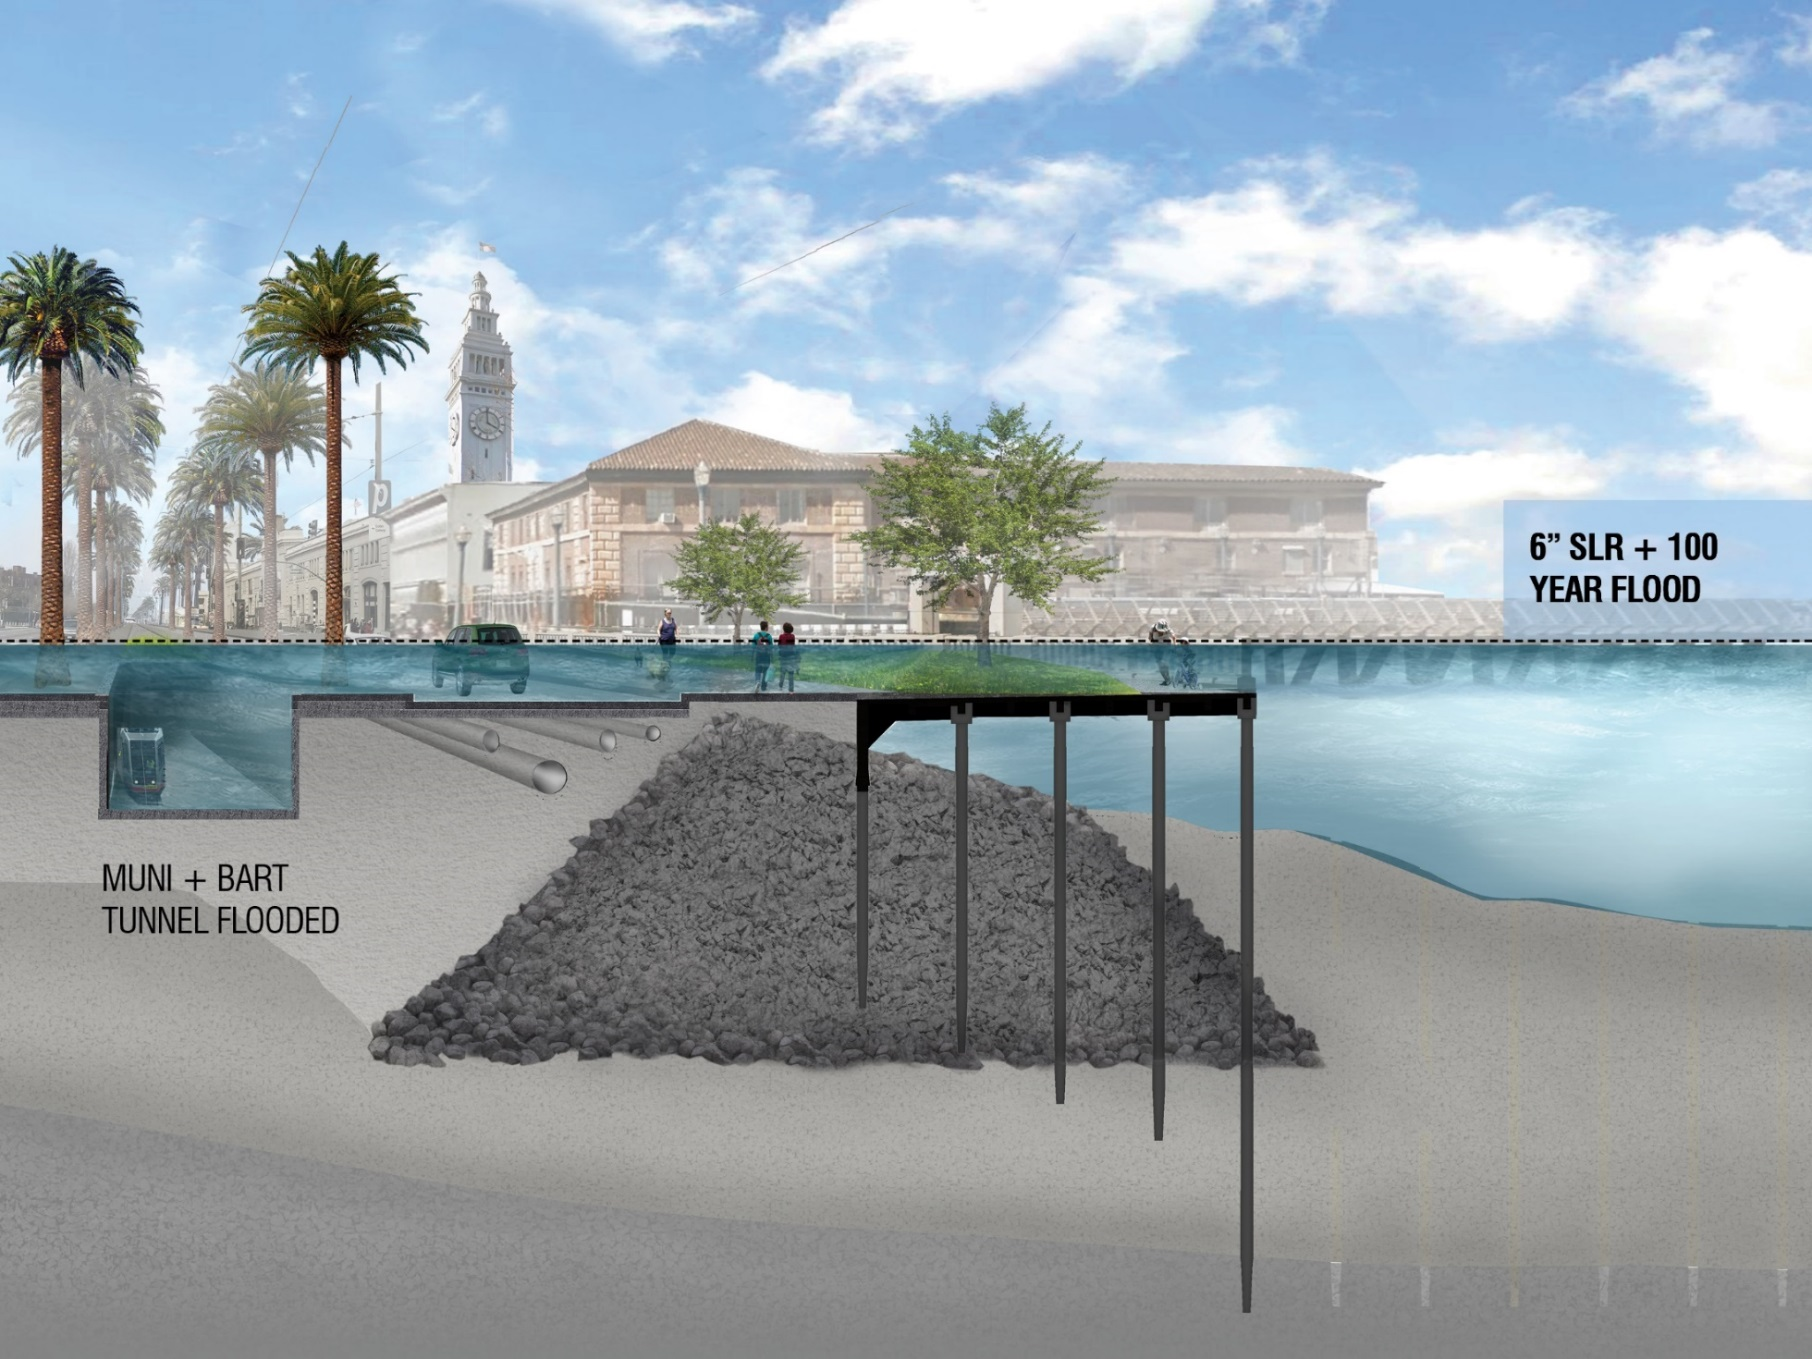 6” SLR + 100
YEAR FLOOD
MUNI + BART
TUNNEL FLOODED
p